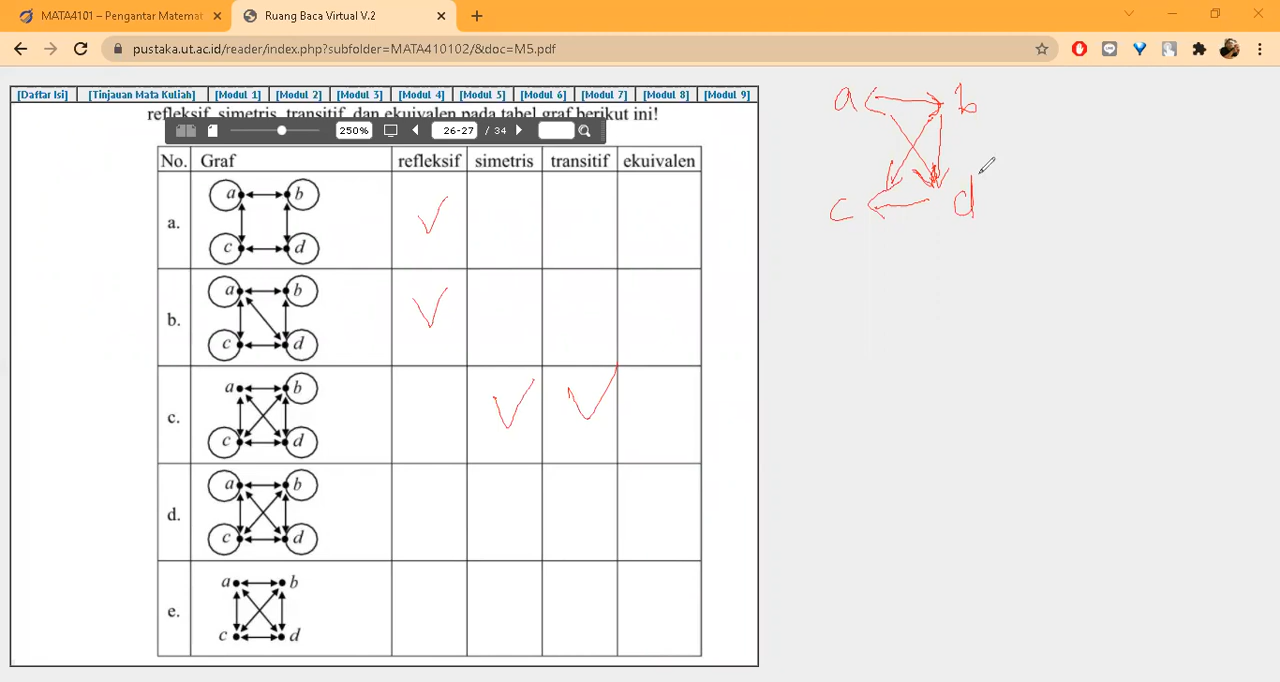 MATA4101 – Pengantar Matemat
Ruang Baca Virtual V.2
pustaka.ut.ac.id/reader/index.php?subfolder=MATA410102/&doc=M5.pdf
[Daftar Isi] [Tinjauan Mata Kuliah] [Modul 1] [Modul 2] [Modul 3] [Modul 4] [Modul 5] [Modul 6] [Modul 7] [Modul 8] [Modul 9]
refleksif, simetris, transitif, dan ekuivalen pada tabel graf berikut ini!
250% 26-27 / 34
No. Graf refleksif simetris transitif ekuivalen
a b
a.
c d
a b
b.
c d
a b
c.
c d
a b
d.
c d
a b
e.
c d
a b
c d